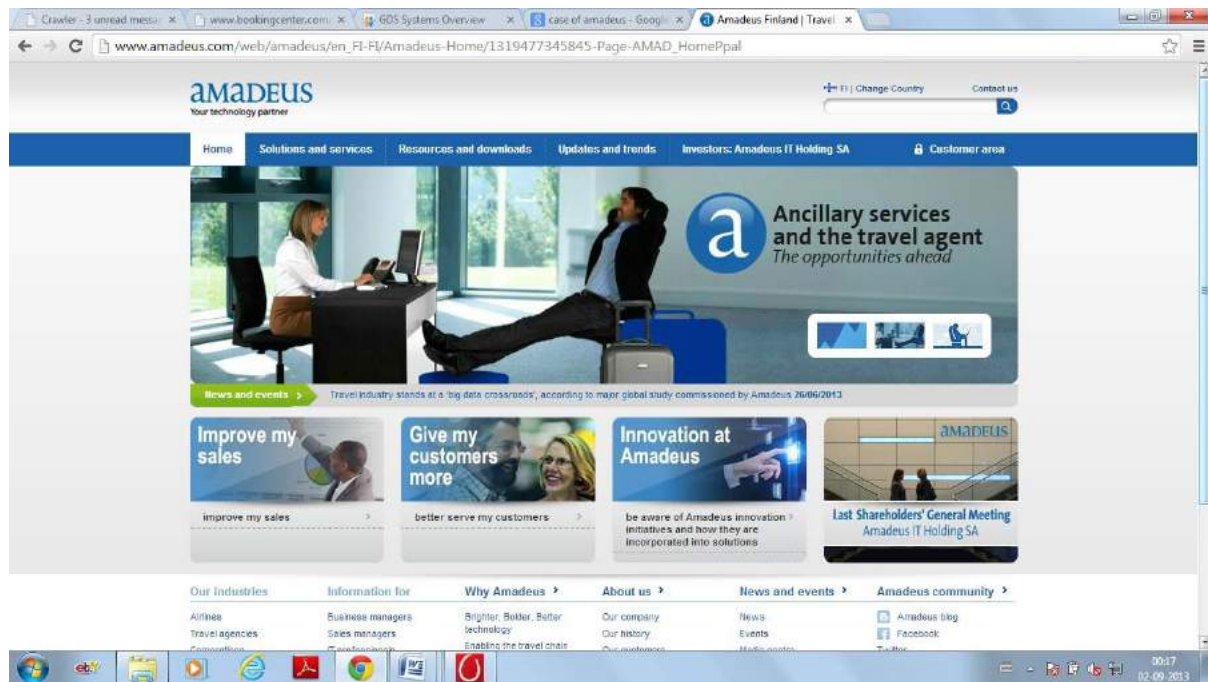 Crawler - 3 unread messa
www.bookingcenter.com
GDS Systems Overview
case of amadeus - Googl
Amadeus Finland | Travel
www.amadeus.com/web/amadeus/en_FI-FI/Amadeus-Home/1319477345845-Page-AMAD_HomePpal
amadeus
Your technology partner
FI | Change Country
Contact us
Home
Solutions and services
Resources and downloads
Updates and trends
Investors: Amadeus IT Holding SA
Customer area
a
Ancillary services
and the travel agent
The opportunities ahead
News and events
Travel industry stands at a 'big data crossroads', according to major global study commissioned by Amadeus 26/06/2013
Improve my
sales
improve my sales
Give my
customers
more
better serve my customers
Innovation at
Amadeus
be aware of Amadeus innovation
initiatives and how they are
incorporated into solutions
amadeus
Last Shareholders' General Meeting
Amadeus IT Holding SA
Our Industries
Information for
Why Amadeus
About us
News and events
Amadeus community
Airlines
Business managers
Brighter, Bolder, Better
technology
Our company
News
Amadeus blog
Travel agencies
Sales managers
Enabling the travel chain
Our history
Events
Facebook
Our customers
Media centre
Twitter
ebY
00:17
02-09-2013